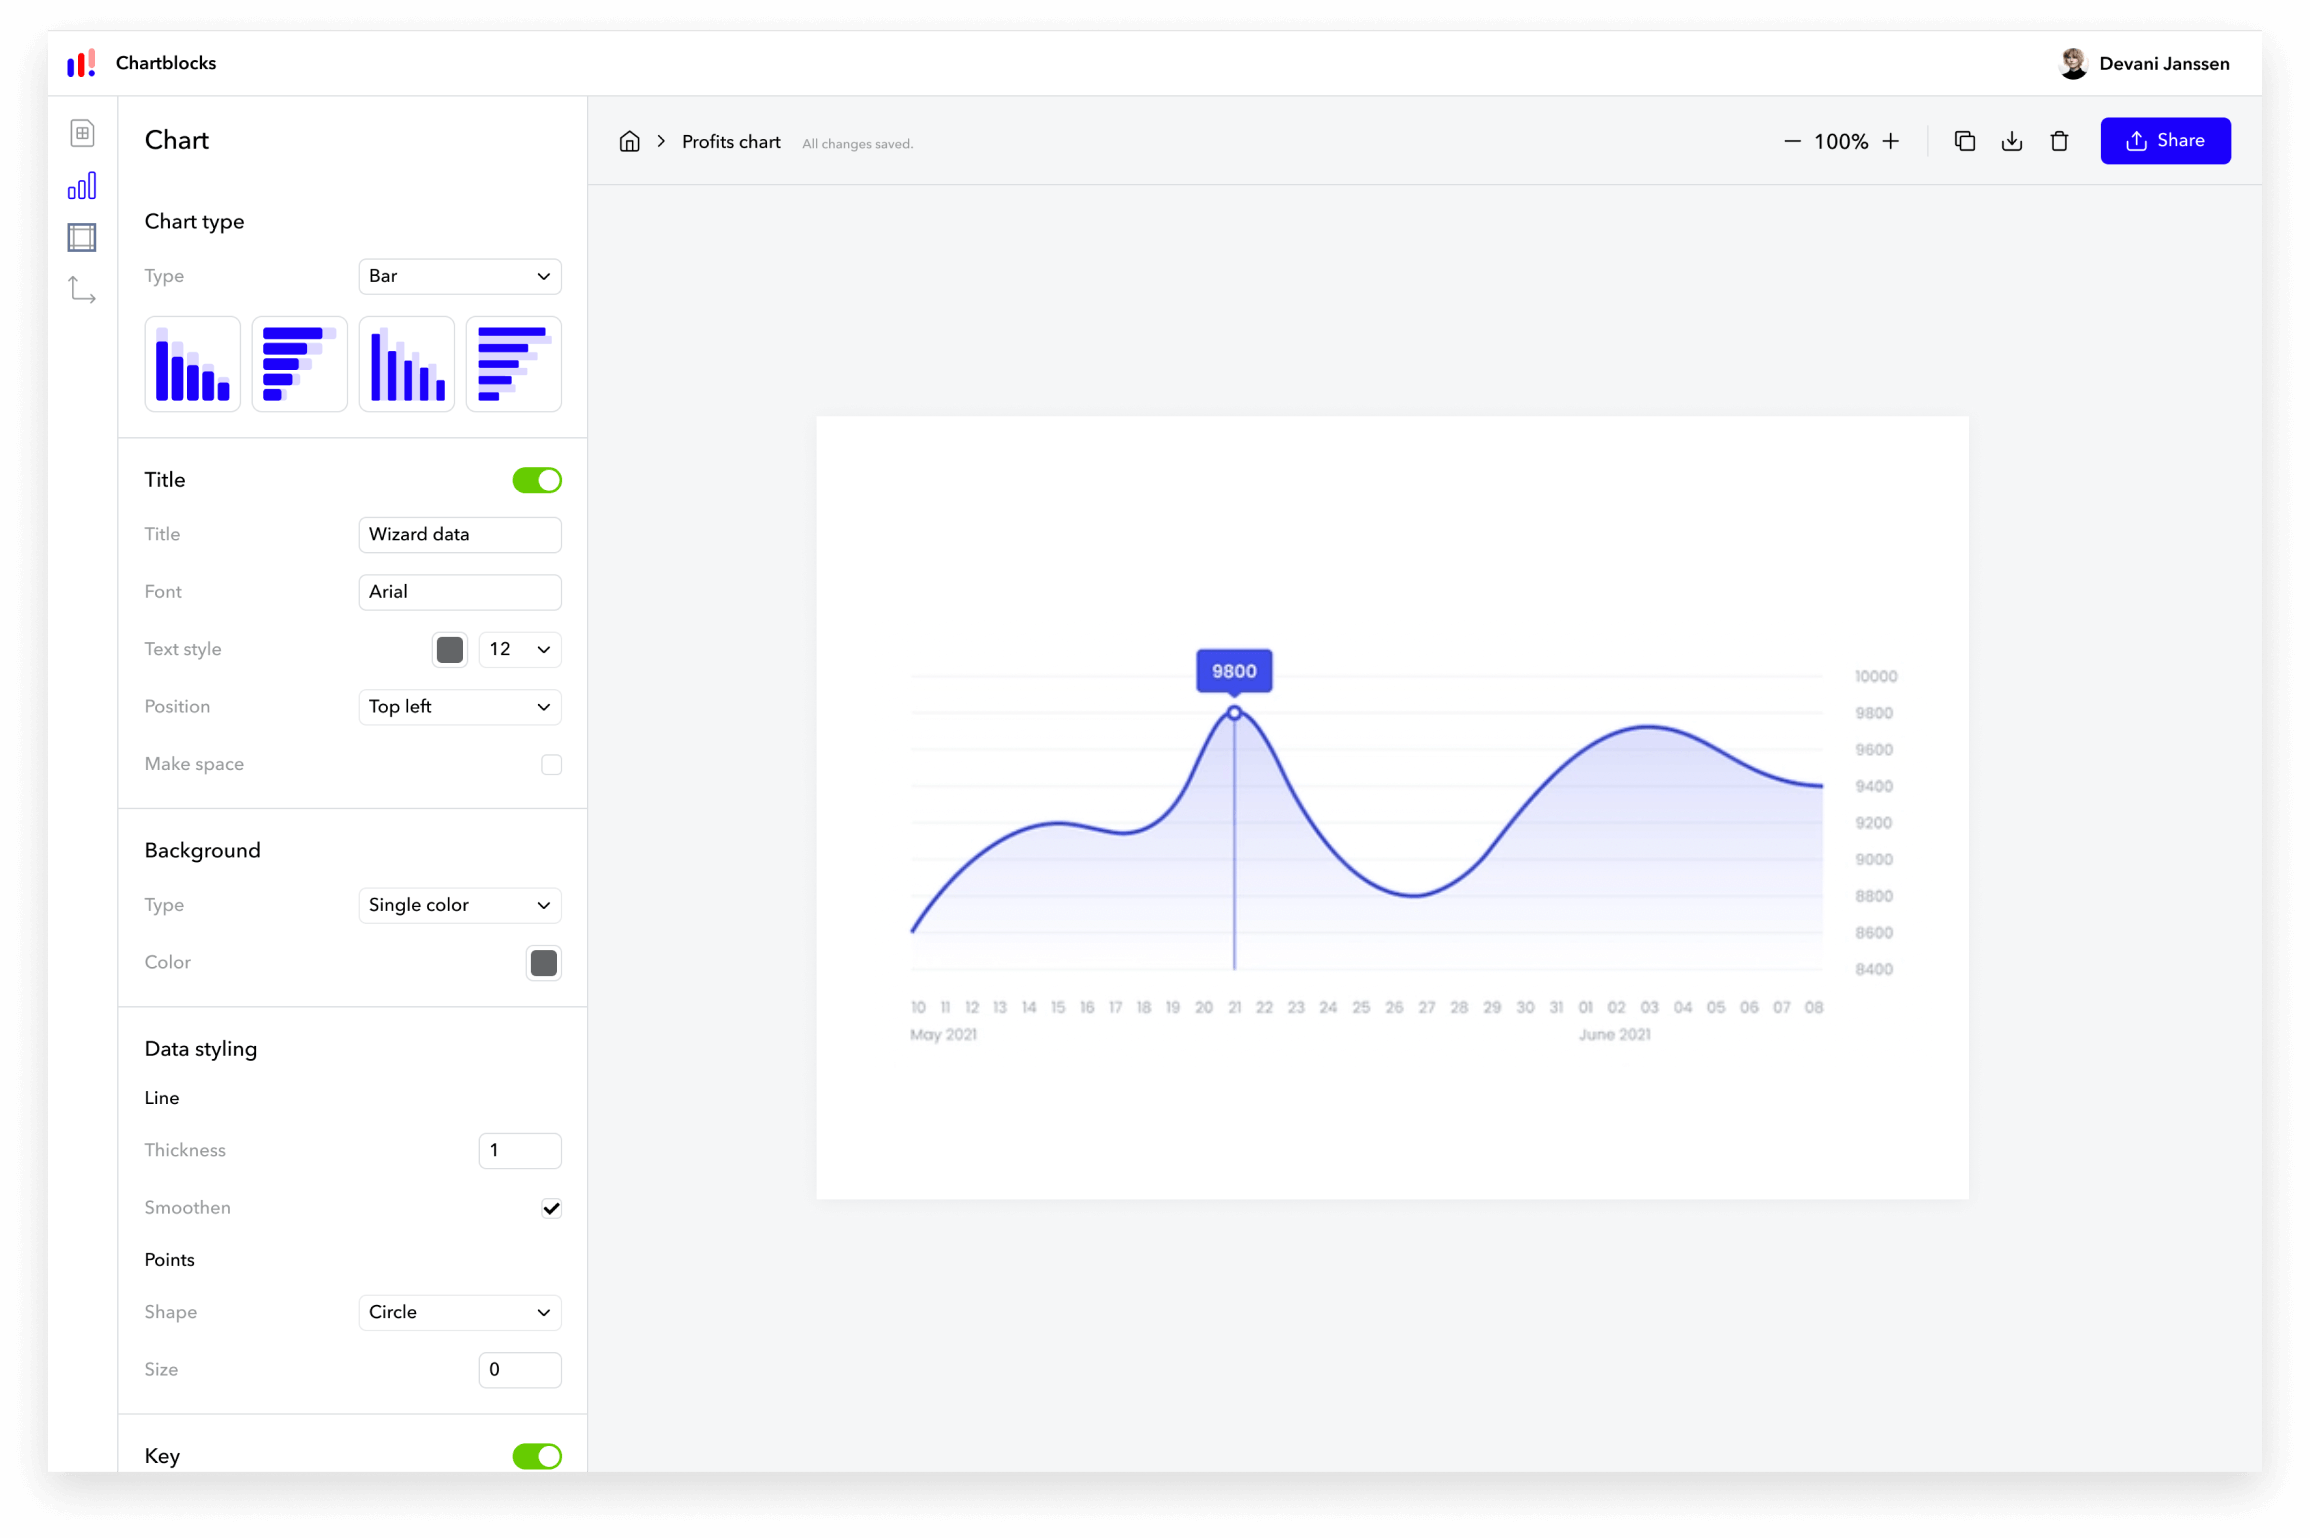 Chartblocks
Devani Janssen
Chart
Profits chart All changes saved.
100%
Share
Chart type
Type Bar
Title
Title Wizard data
Font Arial
Text style 12
Position Top left
Make space
Background
Type Single color
Color
Data styling
Line
Thickness 1
Smoothen
Points
Shape Circle
Size 0
Key
9800
10000
9800
9600
9400
9200
9000
8800
8600
8400
10 11 12 13 14 15 16 17 18 19 20 21 22 23 24 25 26 27 28 29 30 31 01 02 03 04 05 06 07 08
May 2021 June 2021